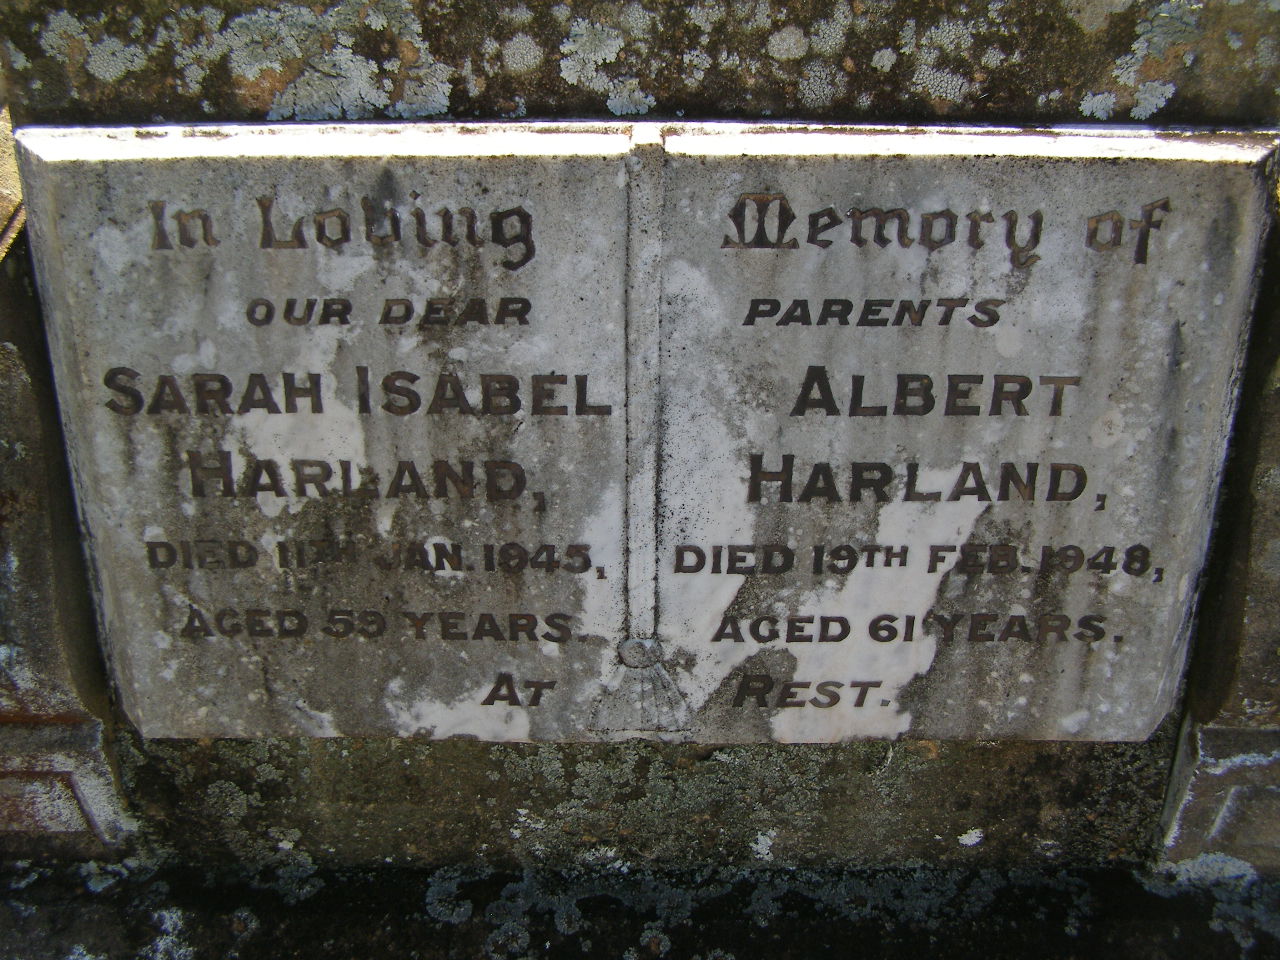 In Loving Memory of
OUR DEAR PARENTS
SARAH ISABEL
HARLAND,
DIED 11TH JAN. 1945,
AGED 59 YEARS.
ALBERT
HARLAND,
DIED 19TH FEB. 1948,
AGED 61 YEARS.
AT REST.